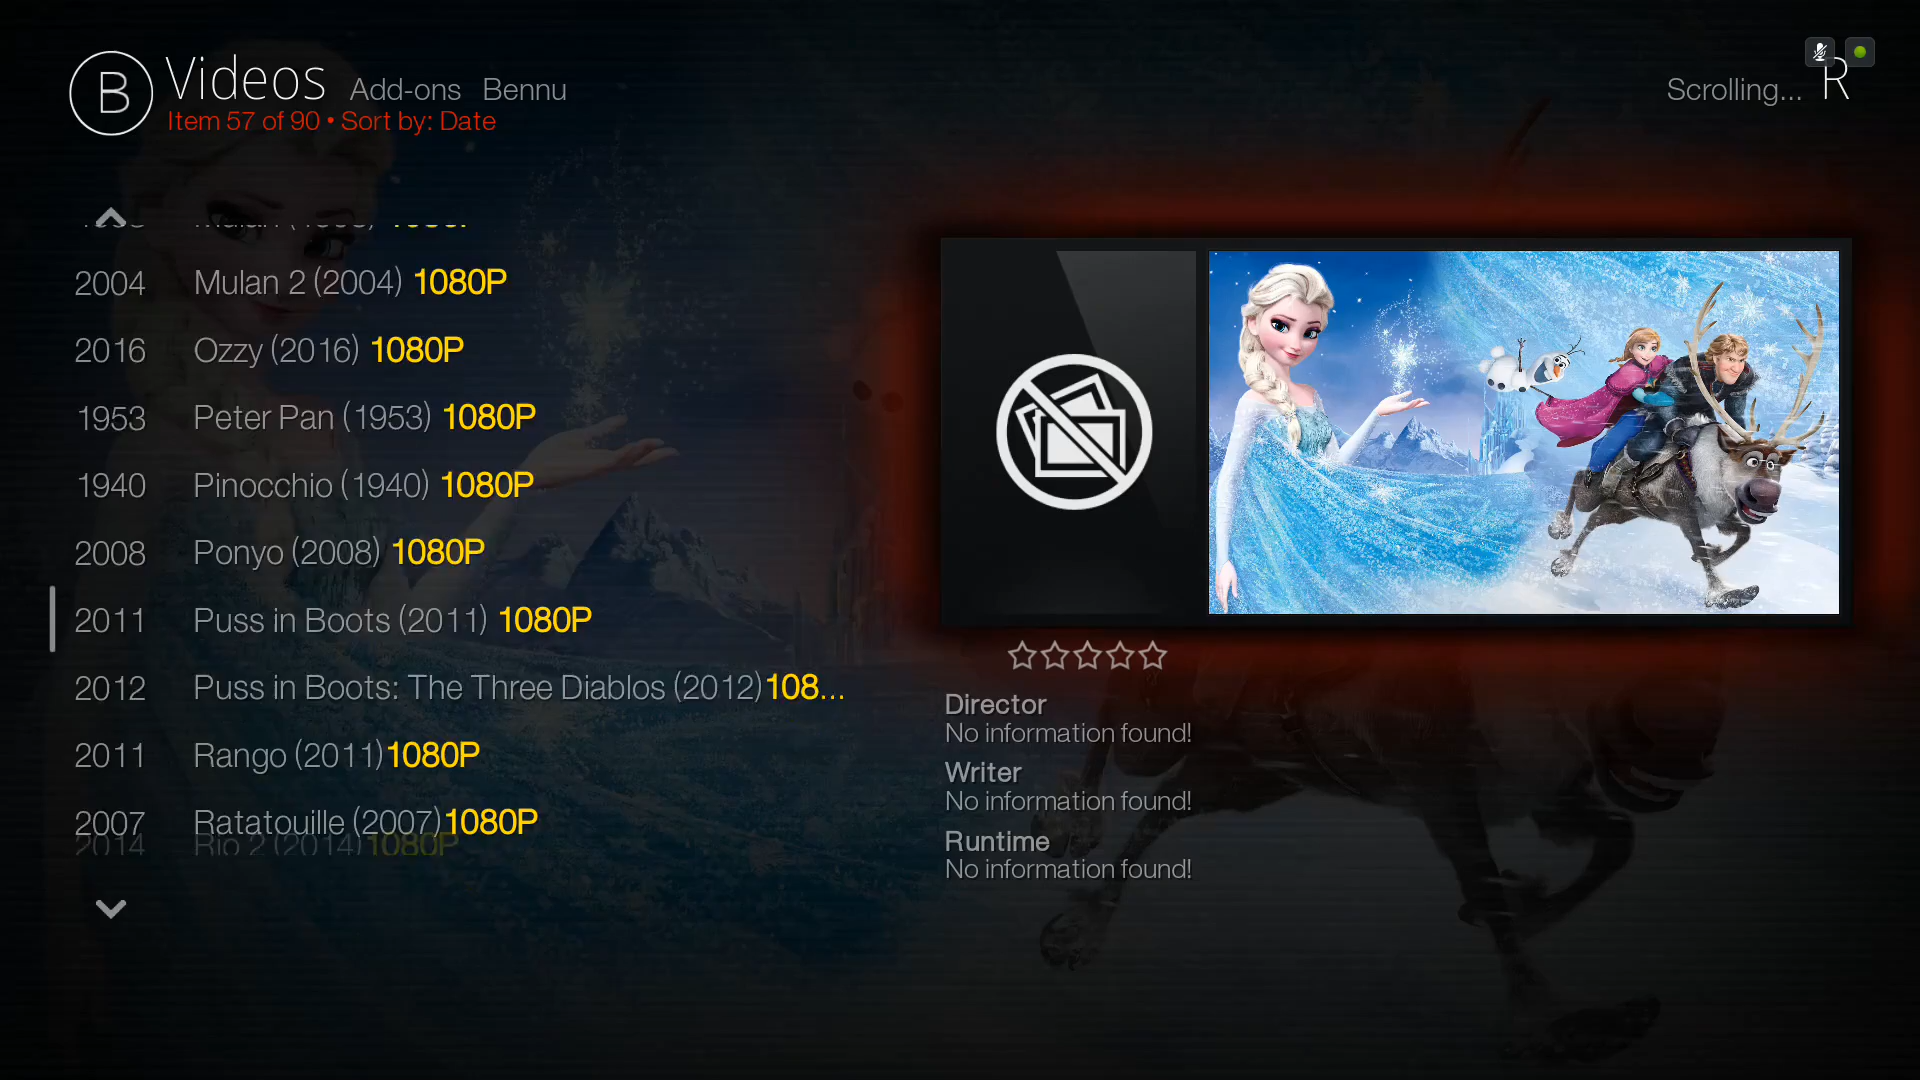 B
Videos Add-ons Bennu
Item 57 of 90 • Sort by: Date
Scrolling... R
2004 Mulan 2 (2004) 1080P
2016 Ozzy (2016) 1080P
1953 Peter Pan (1953) 1080P
1940 Pinocchio (1940) 1080P
2008 Ponyo (2008) 1080P
2011 Puss in Boots (2011) 1080P
2012 Puss in Boots: The Three Diablos (2012)108...
2011 Rango (2011)1080P
2007 Ratatouille (2007)1080P
2014 Rio 2 (2014)1080P
Director
No information found!
Writer
No information found!
Runtime
No information found!